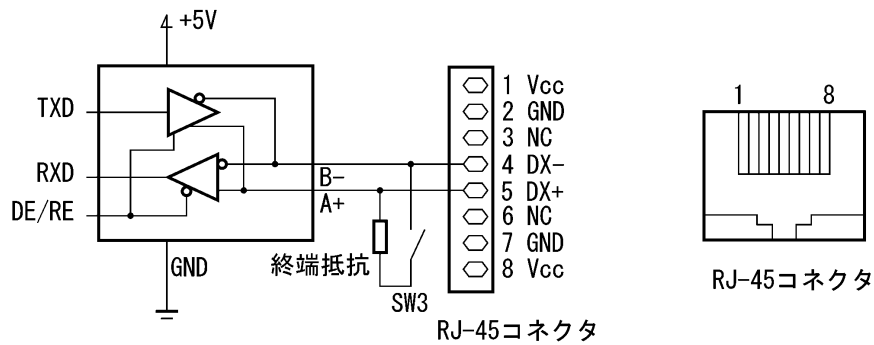 +5V
TXD
RXD
DE/RE
GND
B-
A+
終端抵抗
SW3
1 Vcc
2 GND
3 NC
4 DX-
5 DX+
6 NC
7 GND
8 Vcc
RJ-45コネクタ
1 8
RJ-45コネクタ